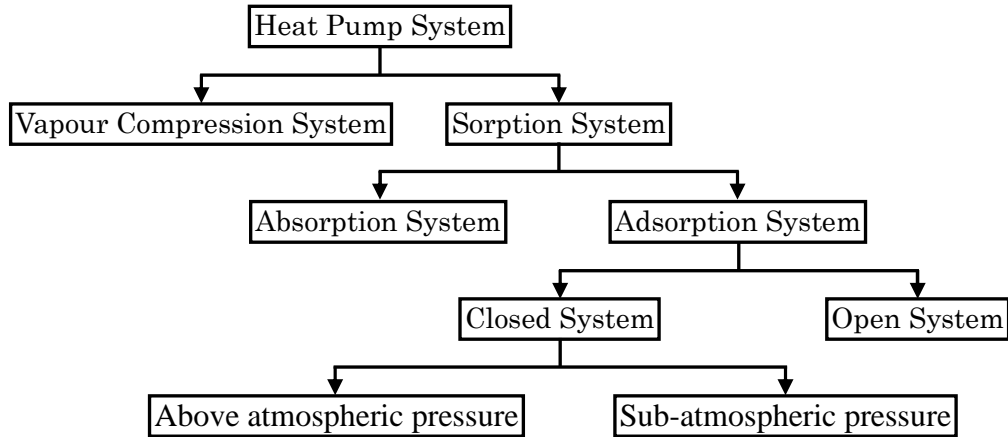 Heat Pump System
Vapour Compression System
Sorption System
Absorption System
Adsorption System
Closed System
Open System
Above atmospheric pressure
Sub-atmospheric pressure